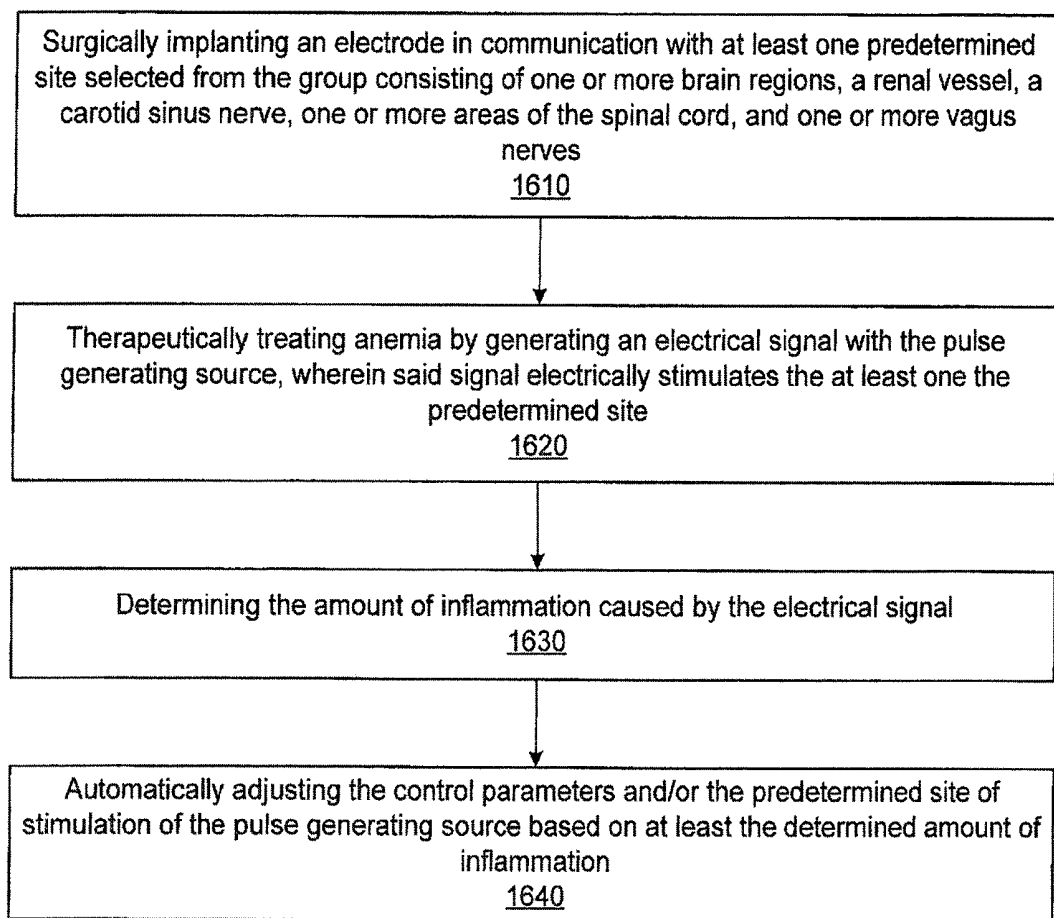 Surgically implanting an electrode in communication with at least one predetermined
site selected from the group consisting of one or more brain regions, a renal vessel, a
carotid sinus nerve, one or more areas of the spinal cord, and one or more vagus
nerves
1610
Therapeutically treating anemia by generating an electrical signal with the pulse
generating source, wherein said signal electrically stimulates the at least one the
predetermined site
1620
Determining the amount of inflammation caused by the electrical signal
1630
Automatically adjusting the control parameters and/or the predetermined site of
stimulation of the pulse generating source based on at least the determined amount of
inflammation
1640